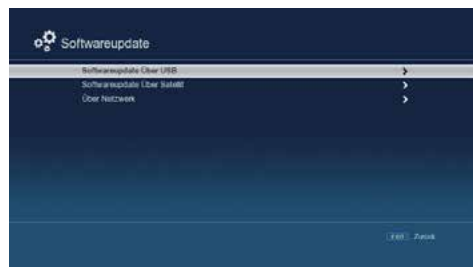 Softwareupdate
Softwareupdate Über USB
Softwareupdate Über Satellit
Über Netzwerk
Exit Zurück